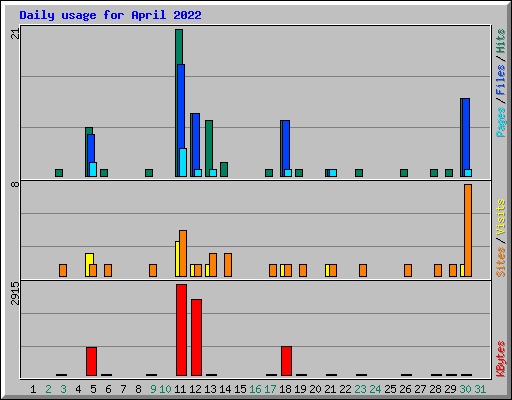 Daily usage for April 2022
21
8
2915
Pages / Files / Hits
Sites / Visits
KBytes
1 2 3 4 5 6 7 8 9 10 11 12 13 14 15 16 17 18 19 20 21 22 23 24 25 26 27 28 29 30 31